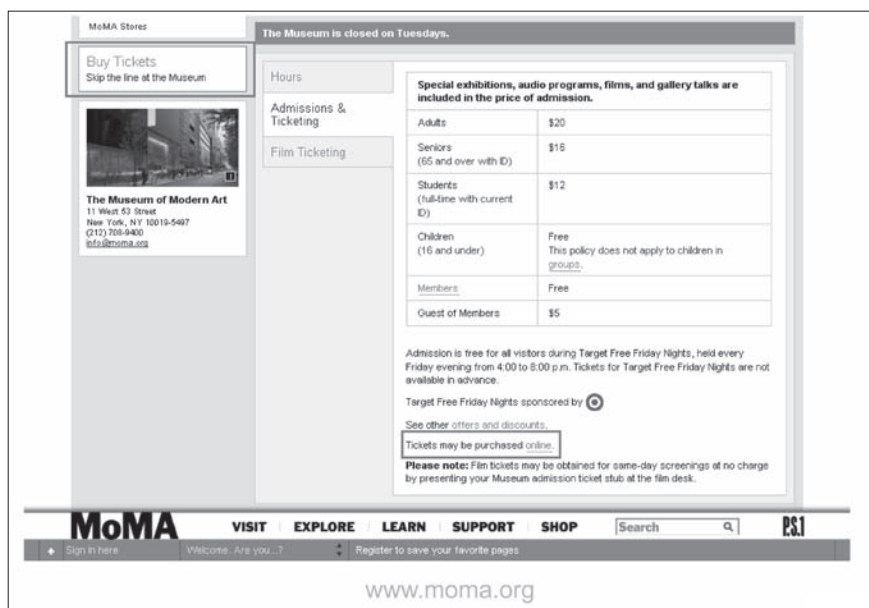 MoMA Stores
Buy Tickets
Skip the line at the Museum
The Museum of Modern Art
11 West 53 Street
New York, NY 10019-5497
(212) 708-9400
info@moma.org
The Museum is closed on Tuesdays.
Hours
Admissions &
Ticketing
Film Ticketing
Special exhibitions, audio programs, films, and gallery talks are
included in the price of admission.
Adults $20
Seniors $16
(65 and over with ID)
Students $12
(full-time with current
ID)
Children Free
(16 and under) This policy does not apply to children in
groups.
Members Free
Guest of Members $5
Admission is free for all visitors during Target Free Friday Nights, held every
Friday evening from 4:00 to 8:00 p.m. Tickets for Target Free Friday Nights are not
available in advance.
Target Free Friday Nights sponsored by
See other offers and discounts.
Tickets may be purchased online.
Please note: Film tickets may be obtained for same-day screenings at no charge
by presenting your Museum admission ticket stub at the film desk.
MoMA VISIT EXPLORE LEARN SUPPORT SHOP Search P.S.1
Sign in here Welcome. Are you...? Register to save your favorite pages
www.moma.org